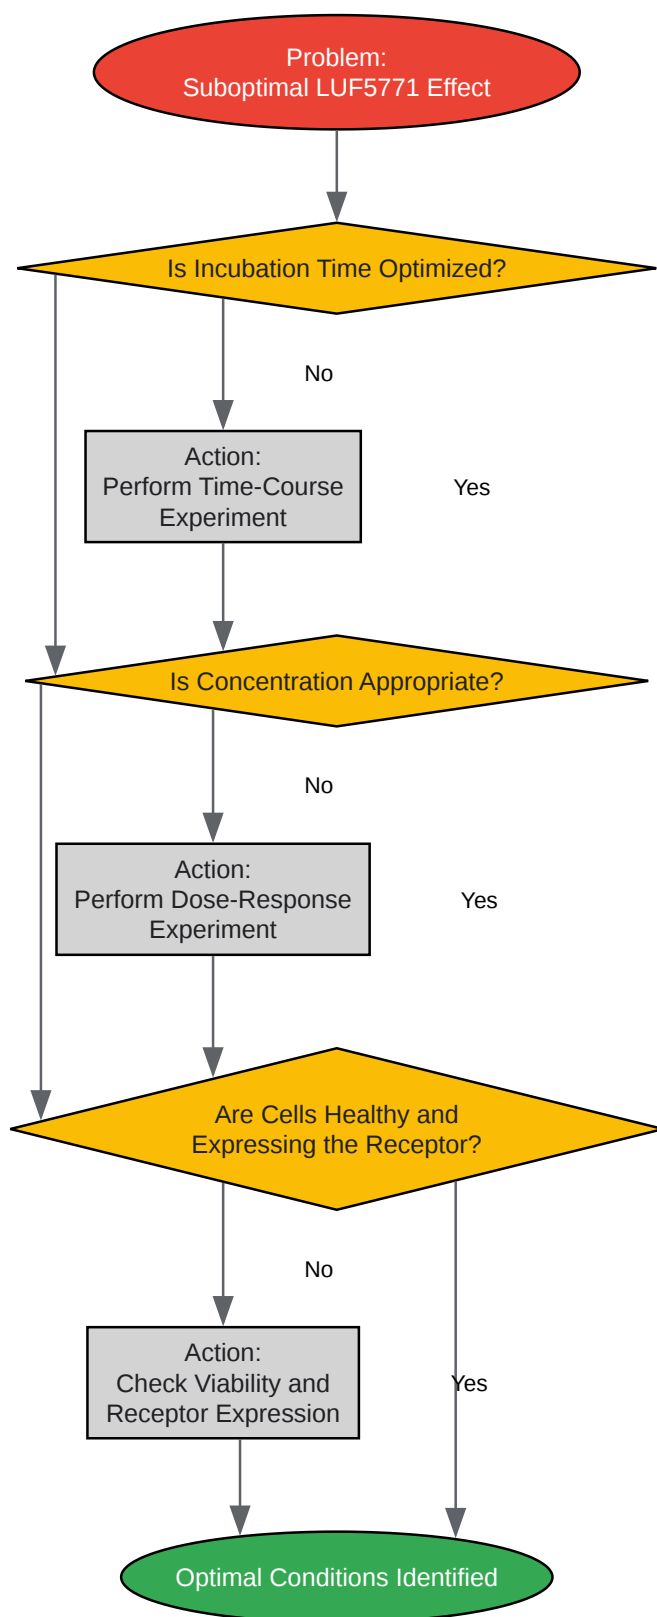 Problem:
Suboptimal LUF5771 Effect
Is Incubation Time Optimized?
No
Action:
Perform Time-Course
Experiment
Yes
Is Concentration Appropriate?
No
Action:
Perform Dose-Response
Experiment
Yes
Are Cells Healthy and
Expressing the Receptor?
No
Action:
Check Viability and
Receptor Expression
Yes
Optimal Conditions Identified